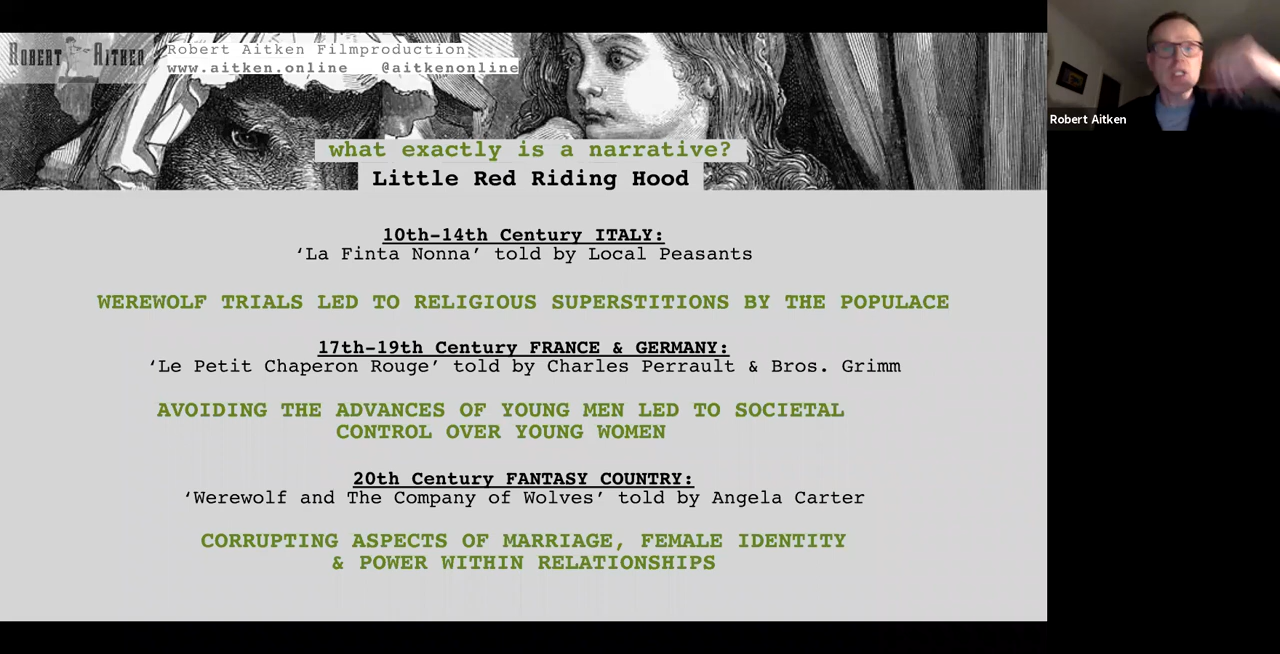 ROBERT AITKEN
Robert Aitken Filmproduction
www.aitken.online @aitkenonline
Robert Aitken
what exactly is a narrative?
Little Red Riding Hood
10th-14th Century ITALY:
‘La Finta Nonna’ told by Local Peasants
WEREWOLF TRIALS LED TO RELIGIOUS SUPERSTITIONS BY THE POPULACE
17th-19th Century FRANCE & GERMANY:
‘Le Petit Chaperon Rouge’ told by Charles Perrault & Bros. Grimm
AVOIDING THE ADVANCES OF YOUNG MEN LED TO SOCIETAL
CONTROL OVER YOUNG WOMEN
20th Century FANTASY COUNTRY:
‘Werewolf and The Company of Wolves’ told by Angela Carter
CORRUPTING ASPECTS OF MARRIAGE, FEMALE IDENTITY
& POWER WITHIN RELATIONSHIPS